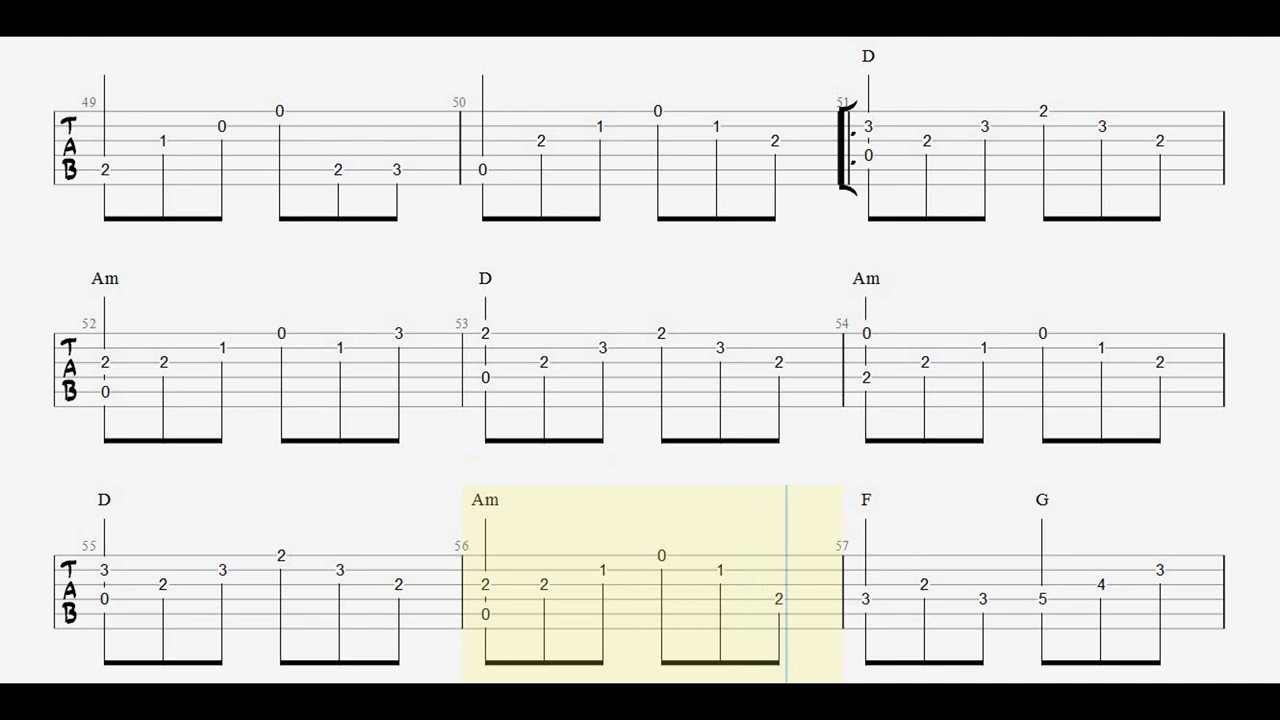 D
49 0 50 0 51 2
0 1 1 3 3 3
T A B 1 2 2 2 2
0
2 2 3 0
Am D Am
52 0 3 53 2 2 54 0 0
1 1 3 3 1 1
T A B 2 2 2 2 2 2
0 2
0
D Am F G
55 2 56 0 57
3 3 3 1 1 3
T A B 2 2 2 2 2 4
0 2 3 3 5
0